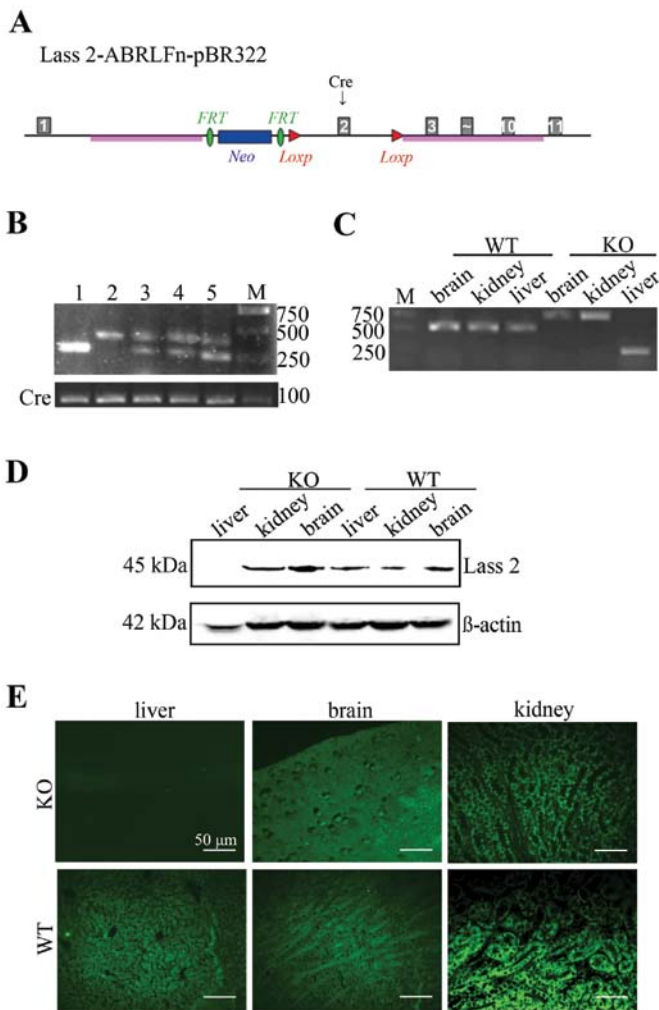 A
Lass 2-ABRLFn-pBR322
Cre
↓
FRT FRT
1 2 3 ~ 10 11
Neo Loxp Loxp
B
1 2 3 4 5 M
750
500
250
Cre 100
C
WT KO
M brain kidney liver brain kidney liver
750
500
250
D
KO WT
liver kidney brain liver kidney brain
45 kDa Lass 2
42 kDa ß-actin
E
liver brain kidney
KO
50 µm
WT